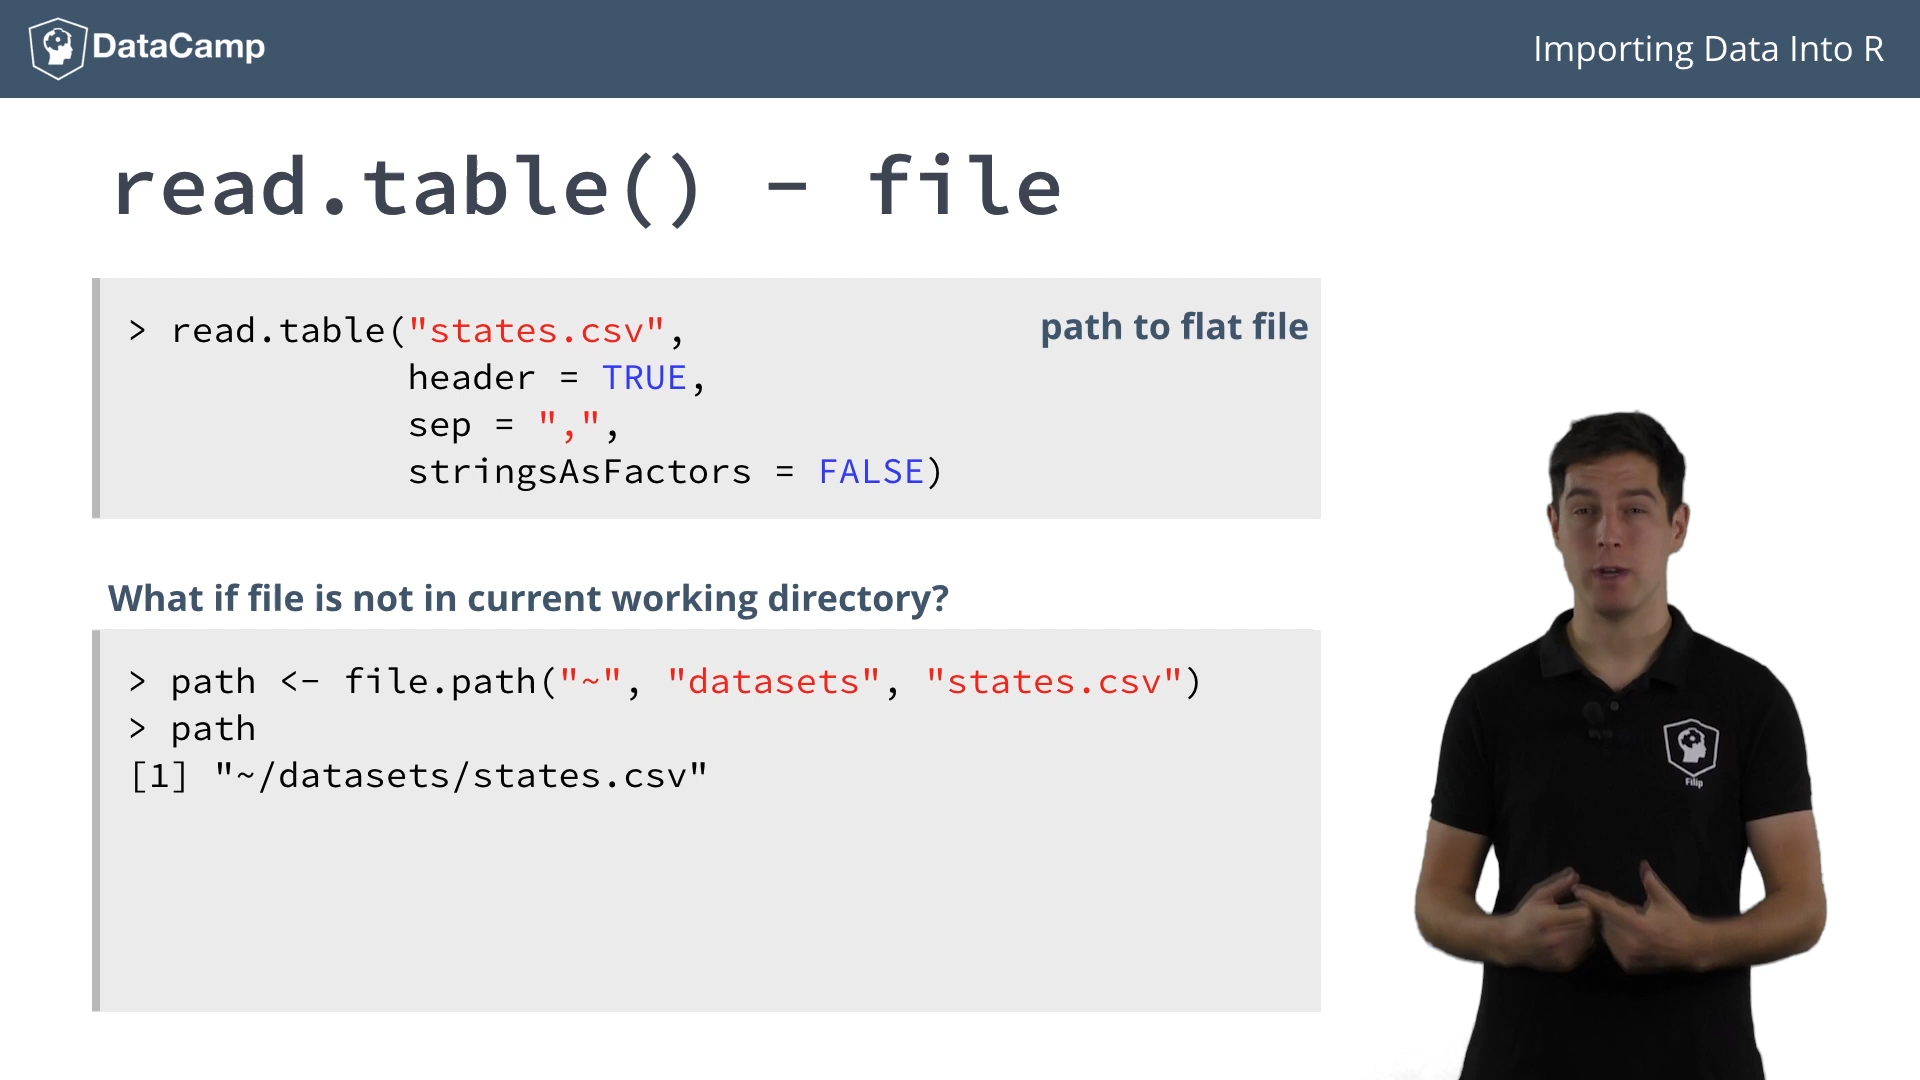 DataCamp
Importing Data Into R
read.table() - file
> read.table("states.csv",
path to flat file
header = TRUE,
sep = ",",
stringsAsFactors = FALSE)
What if file is not in current working directory?
> path <- file.path("~", "datasets", "states.csv")
> path
[1] "~/datasets/states.csv"
Filip